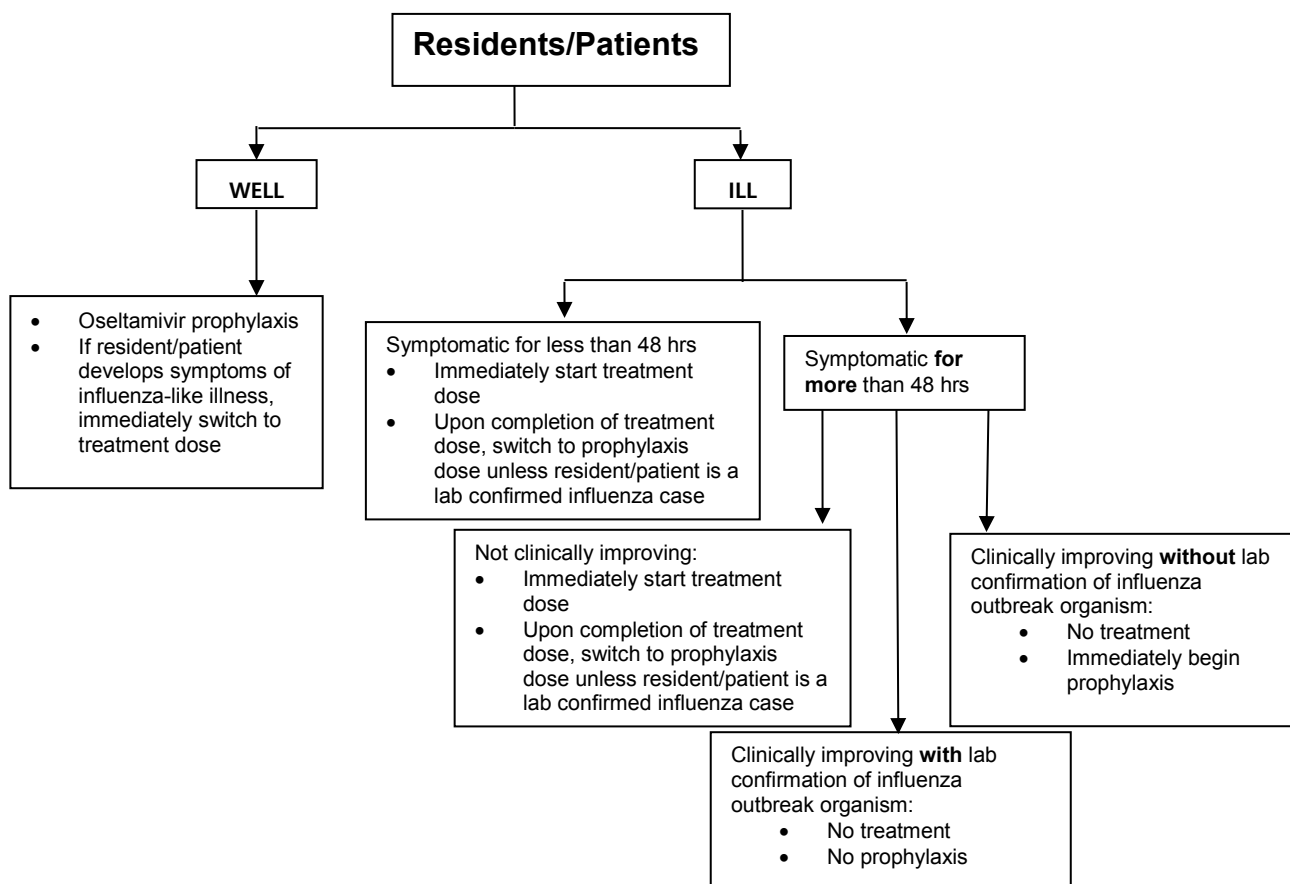 Residents/Patients
WELL
ILL
• Oseltamivir prophylaxis
• If resident/patient
develops symptoms of
influenza-like illness,
immediately switch to
treatment dose
Symptomatic for less than 48 hrs
• Immediately start treatment
dose
• Upon completion of treatment
dose, switch to prophylaxis
dose unless resident/patient is a
lab confirmed influenza case
Symptomatic for
more than 48 hrs
Not clinically improving:
• Immediately start treatment
dose
• Upon completion of treatment
dose, switch to prophylaxis
dose unless resident/patient is a
lab confirmed influenza case
Clinically improving without lab
confirmation of influenza
outbreak organism:
• No treatment
• Immediately begin
prophylaxis
Clinically improving with lab
confirmation of influenza
outbreak organism:
• No treatment
• No prophylaxis